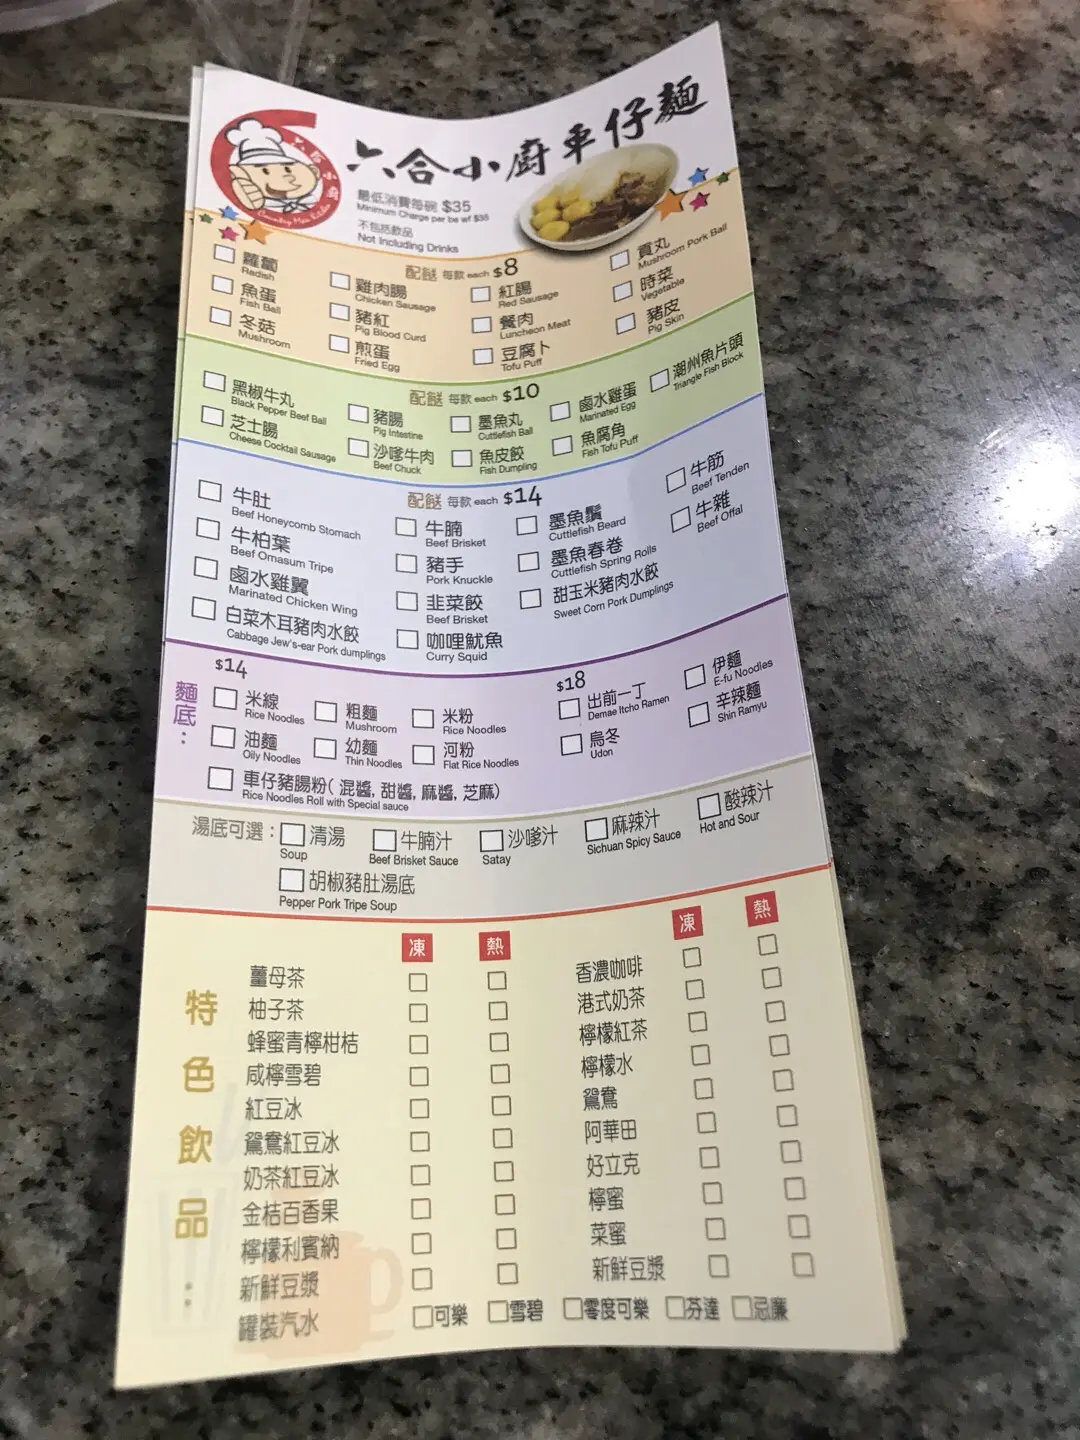 六合小廚車仔麵
六合小廚
最低消費每碗 $35
不包括飲品
Not Including Drinks
配餸 每款 each $8
蘿蔔
Radish
雞肉腸
Chicken Sausage
紅腸
Red Sausage
貢丸
Mushroom Pork Ball
魚蛋
Fish Ball
豬紅
Pig Blood Curd
餐肉
Luncheon Meat
時菜
Vegetable
冬菇
Mushroom
煎蛋
Fried Egg
豆腐卜
Tofu Puff
豬皮
Pig Skin
配餸 每款 each $10
黑椒牛丸
Black Pepper Beef Ball
豬腸
Pig Intestine
墨魚丸
Cuttlefish Ball
鹵水雞蛋
Marinated Egg
潮州魚片頭
Triangle Fish Block
芝士腸
Cheese Cocktail Sausage
沙嗲牛肉
Beef Chuck
魚皮餃
Fish Dumpling
魚腐角
Fish Tofu Puff
配餸 每款 each $14
牛肚
Beef Honeycomb Stomach
牛腩
Beef Brisket
墨魚鬚
Cuttlefish Beard
牛筋
Beef Tenden
牛柏葉
Beef Omasum Tripe
豬手
Pork Knuckle
墨魚春卷
Cuttlefish Spring Rolls
牛雜
Beef Offal
鹵水雞翼
Marinated Chicken Wing
韮菜餃
Beef Brisket
甜玉米豬肉水餃
Sweet Corn Pork Dumplings
白菜木耳豬肉水餃
Cabbage Jew's-ear Pork dumplings
咖哩魷魚
Curry Squid
麵底：
$14
米線
Rice Noodles
粗麵
Mushroom
米粉
Rice Noodles
油麵
Oily Noodles
幼麵
Thin Noodles
河粉
Flat Rice Noodles
車仔豬腸粉( 混醬, 甜醬, 麻醬, 芝麻)
Rice Noodles Roll with Special sauce
$18
出前一丁
Demae Itcho Ramen
伊麵
E-fu Noodles
烏冬
Udon
辛辣麵
Shin Ramyu
湯底可選：
清湯
Soup
牛腩汁
Beef Brisket Sauce
沙嗲汁
Satay
麻辣汁
Sichuan Spicy Sauce
酸辣汁
Hot and Sour
胡椒豬肚湯底
Pepper Pork Tripe Soup
特色飲品：
凍 熱
薑母茶
柚子茶
蜂蜜青檸柑桔
咸檸雪碧
紅豆冰
鴛鴦紅豆冰
奶茶紅豆冰
金桔百香果
檸檬利賓納
新鮮豆漿
罐裝汽水 可樂 雪碧 零度可樂 芬達 忌廉
凍 熱
香濃咖啡
港式奶茶
檸檬紅茶
檸檬水
鴛鴦
阿華田
好立克
檸蜜
菜蜜
新鮮豆漿